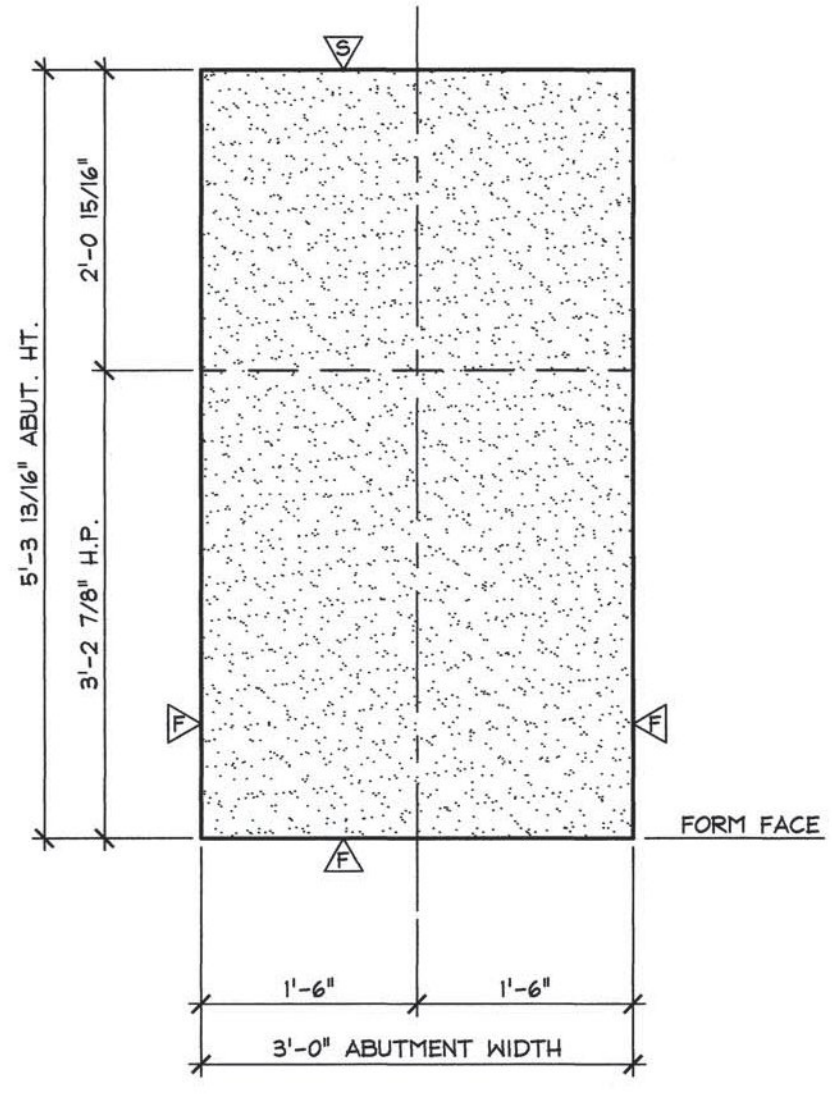 S
2'-0 15/16"
5'-3 13/16" ABUT. HT.
3'-2 7/8" H.P.
F
F
FORM FACE
F
1'-6"
1'-6"
3'-0" ABUTMENT WIDTH